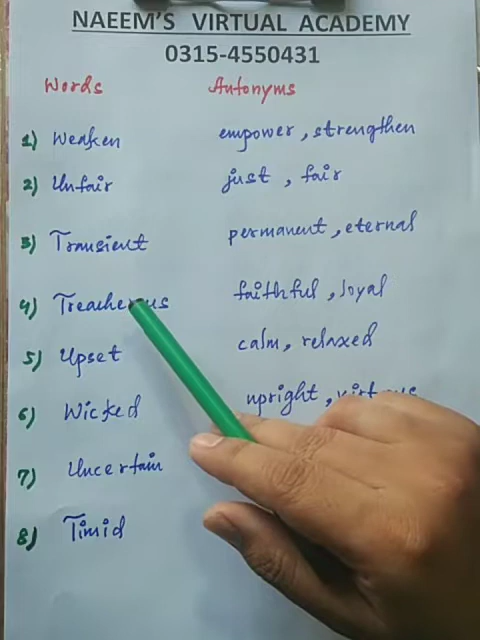 NAEEM'S VIRTUAL ACADEMY
0315-4550431
Words Antonyms
1) Weaken empower, strengthen
2) Unfair just, fair
3) Transient permanent, eternal
4) Treacherous faithful, loyal
5) Upset calm, relaxed
6) Wicked upright,
7) Uncertain
8) Timid